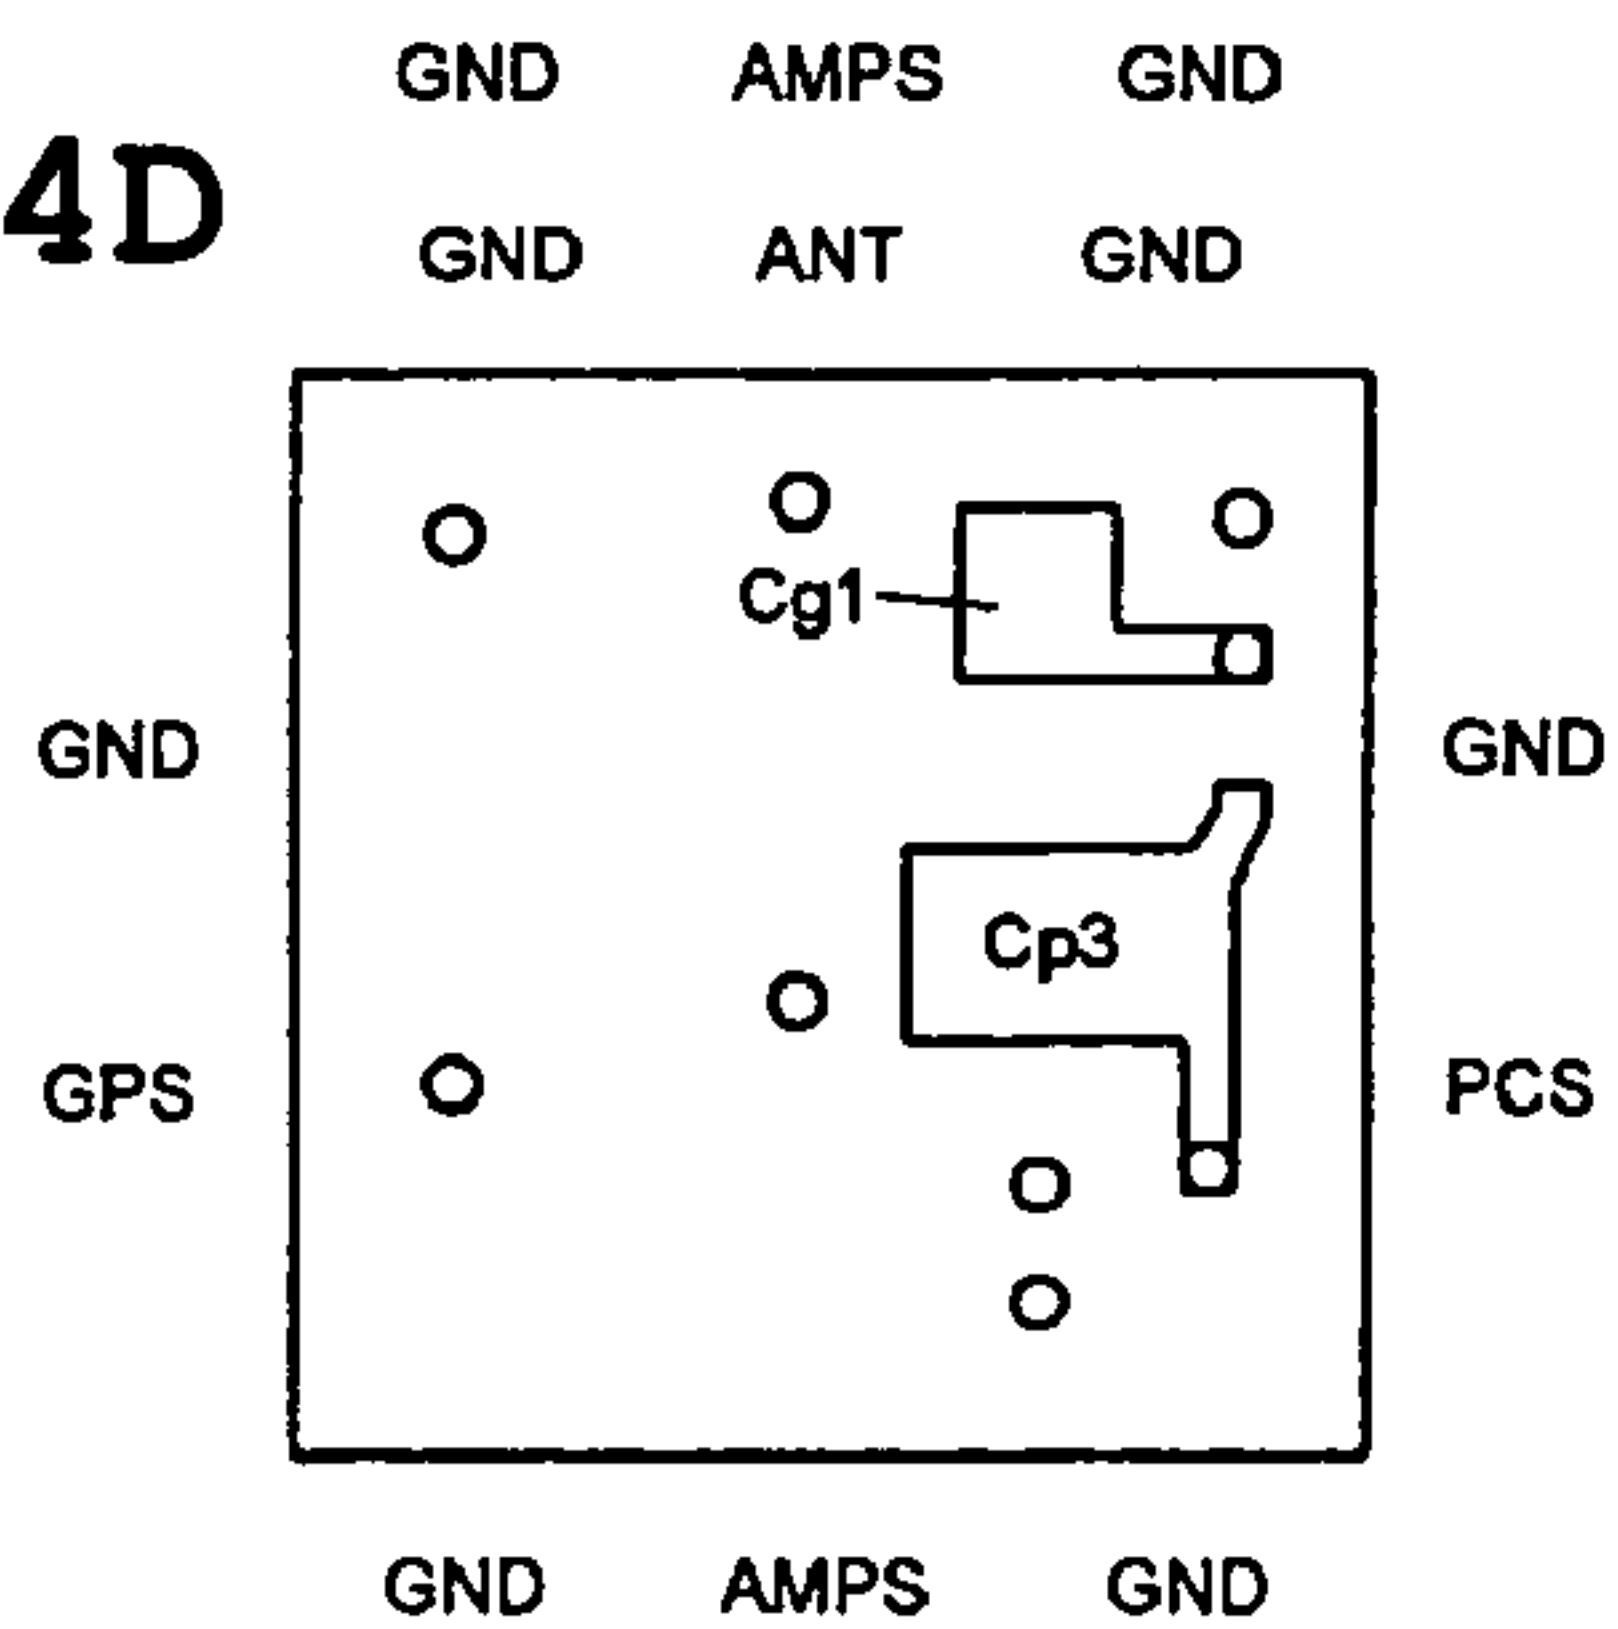 GND AMPS GND
4D
GND ANT GND
Cg1
GND GND
Cp3
GPS PCS
GND AMPS GND